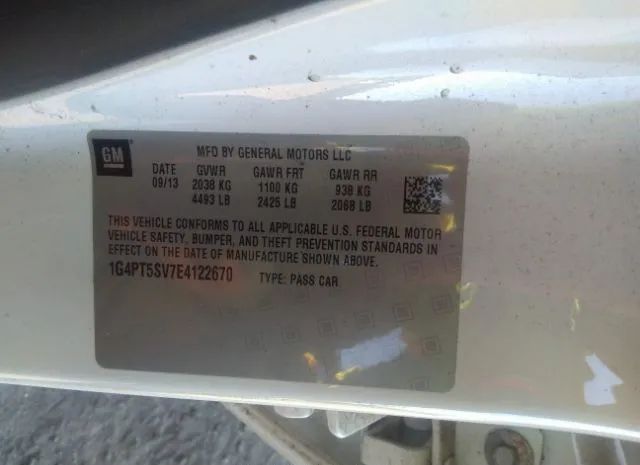 GM
MFD BY GENERAL MOTORS LLC
DATE GVWR GAWR FRT GAWR RR
09/13 2038 KG 1100 KG 938 KG
4493 LB 2425 LB 2068 LB
THIS VEHICLE CONFORMS TO ALL APPLICABLE U.S. FEDERAL MOTOR
VEHICLE SAFETY, BUMPER, AND THEFT PREVENTION STANDARDS IN
EFFECT ON THE DATE OF MANUFACTURE SHOWN ABOVE.
1G4PT5SV7E4122670 TYPE: PASS CAR